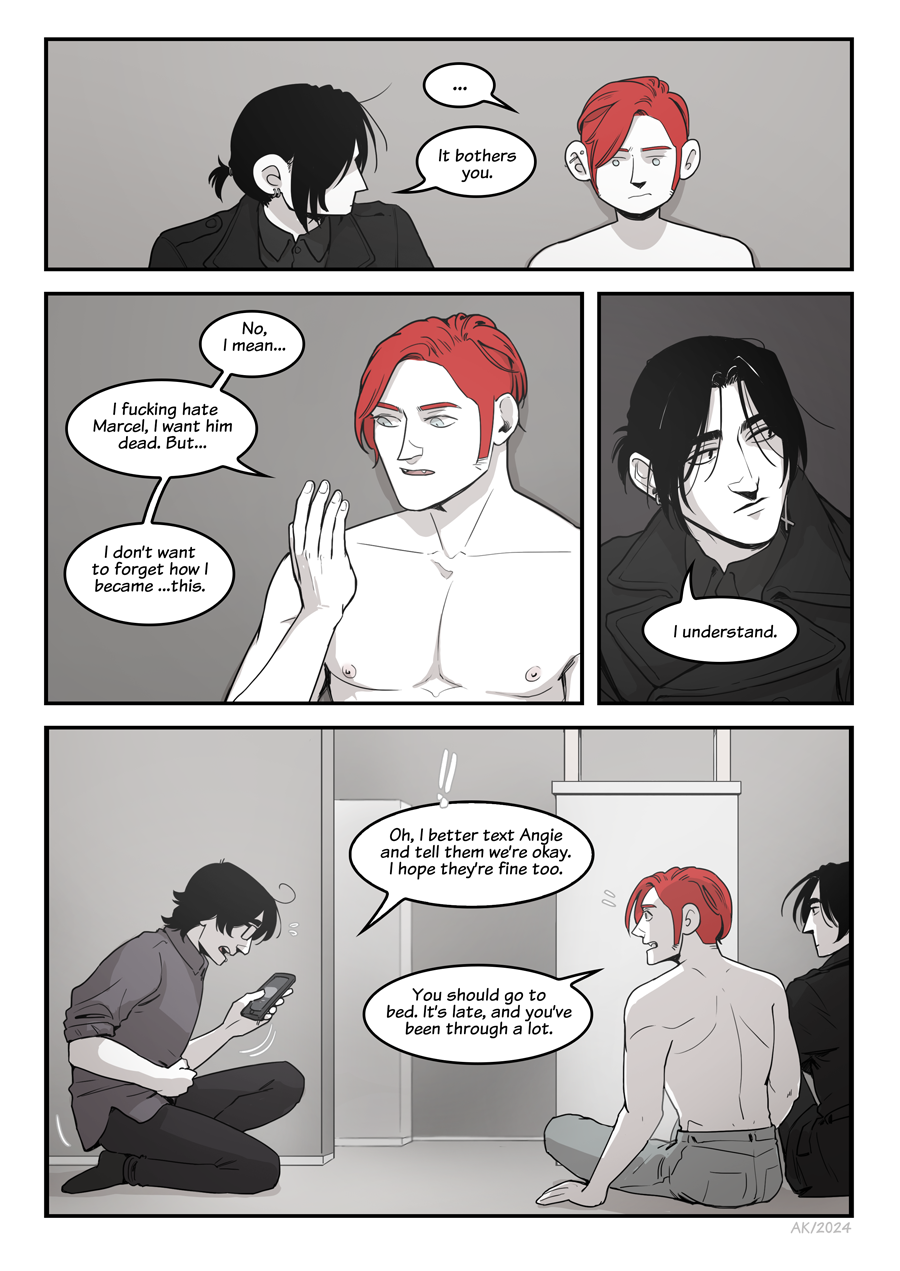 ...
It bothers
you.
No,
I mean...
I fucking hate
Marcel, I want him
dead. But...
I don't want
to forget how I
became ...this.
I understand.
!!
Oh, I better text Angie
and tell them we're okay.
I hope they're fine too.
You should go to
bed. It's late, and you've
been through a lot.
AK/2024